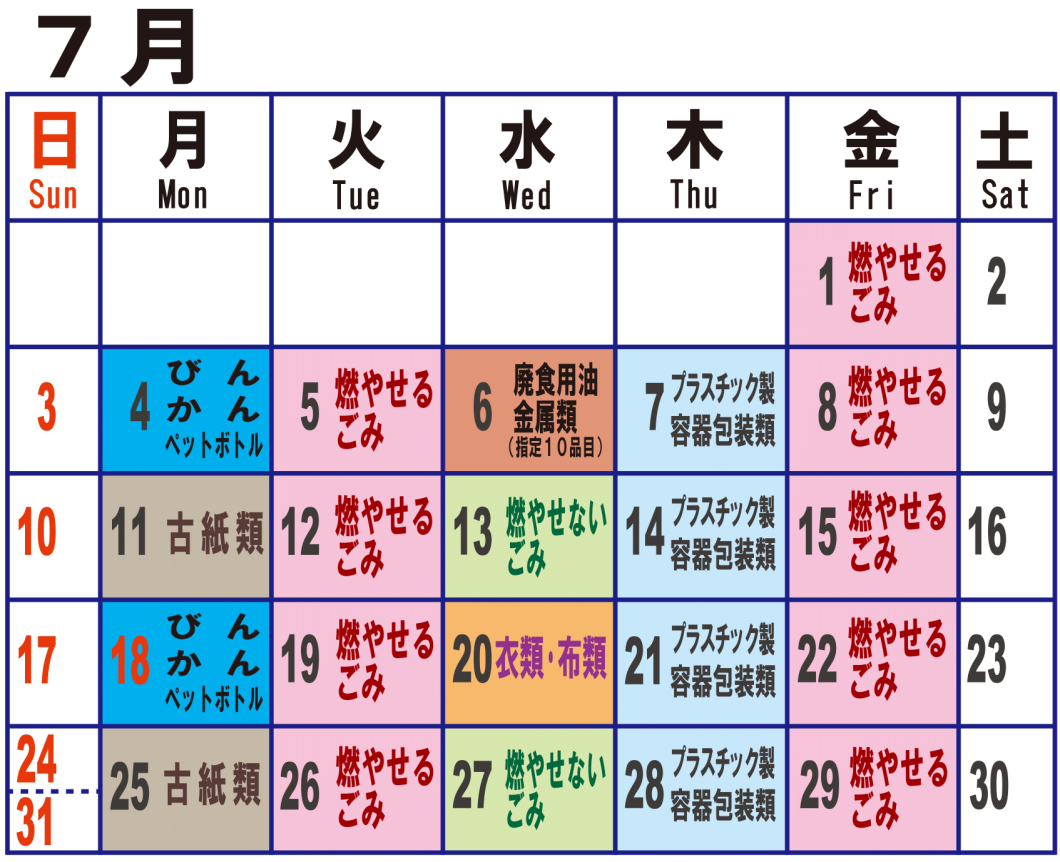 7月
日 月 火 水 木 金 土
Sun Mon Tue Wed Thu Fri Sat
1 燃やせる
ごみ
2
3
4 びん
かん
ペットボトル
5 燃やせる
ごみ
6 廃食用油
金属類
(指定10品目)
7 プラスチック製
容器包装類
8 燃やせる
ごみ
9
10
11 古紙類
12 燃やせる
ごみ
13 燃やせない
ごみ
14 プラスチック製
容器包装類
15 燃やせる
ごみ
16
17
18 びん
かん
ペットボトル
19 燃やせる
ごみ
20 衣類・布類
21 プラスチック製
容器包装類
22 燃やせる
ごみ
23
24
31
25 古紙類
26 燃やせる
ごみ
27 燃やせない
ごみ
28 プラスチック製
容器包装類
29 燃やせる
ごみ
30